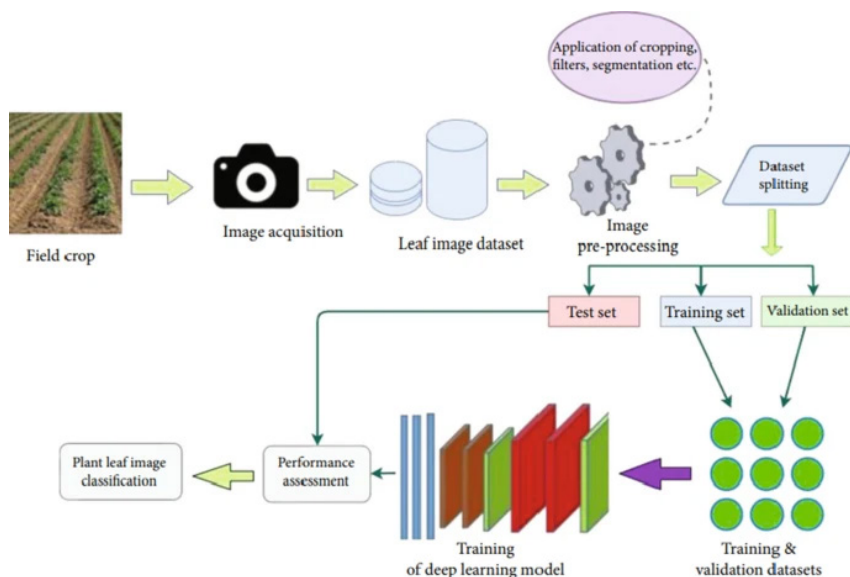 Application of cropping,
filters, segmentation etc.
Field crop
Image acquisition
Leaf image dataset
Image
pre-processing
Dataset
splitting
Test set
Training set
Validation set
Plant leaf image
classification
Performance
assessment
Training
of deep learning model
Training &
validation datasets